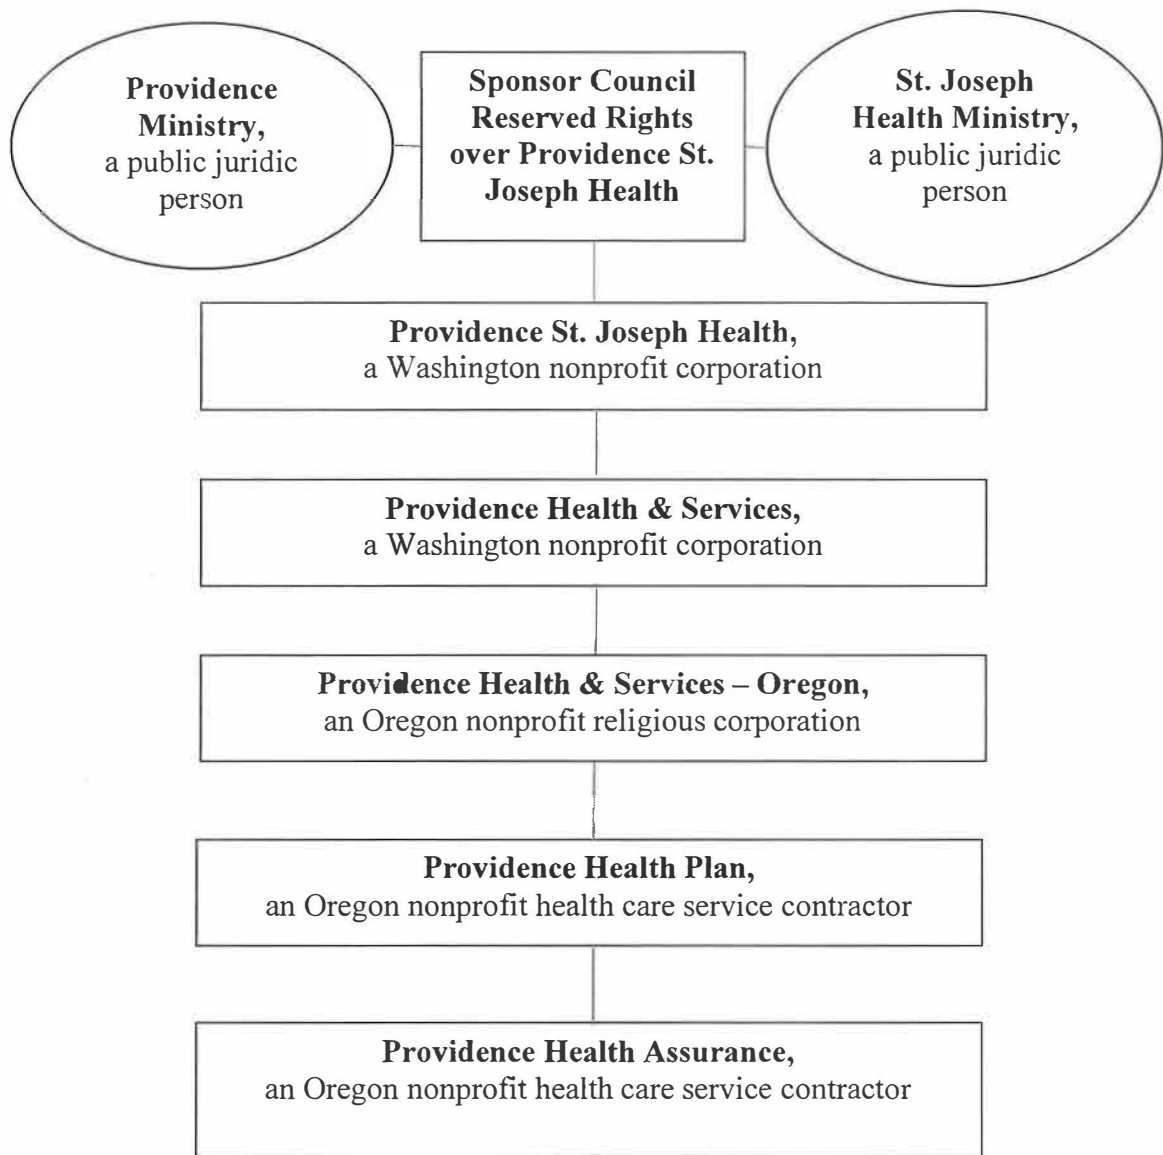 Providence
Ministry,
a public juridic
person
Sponsor Council
Reserved Rights
over Providence St.
Joseph Health
St. Joseph
Health Ministry,
a public juridic
person
Providence St. Joseph Health,
a Washington nonprofit corporation
Providence Health & Services,
a Washington nonprofit corporation
Providence Health & Services – Oregon,
an Oregon nonprofit religious corporation
Providence Health Plan,
an Oregon nonprofit health care service contractor
Providence Health Assurance,
an Oregon nonprofit health care service contractor